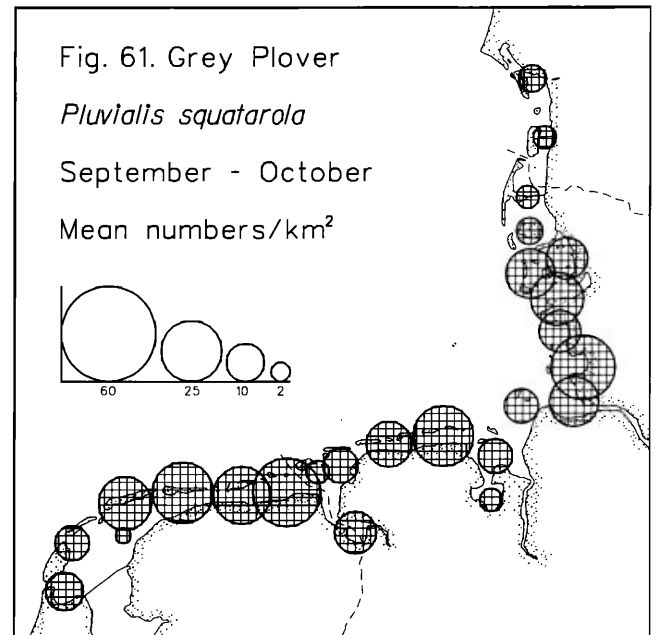 Fig. 61. Grey Plover
Pluvialis squatarola
September - October
Mean numbers/km²
60 25 10 2